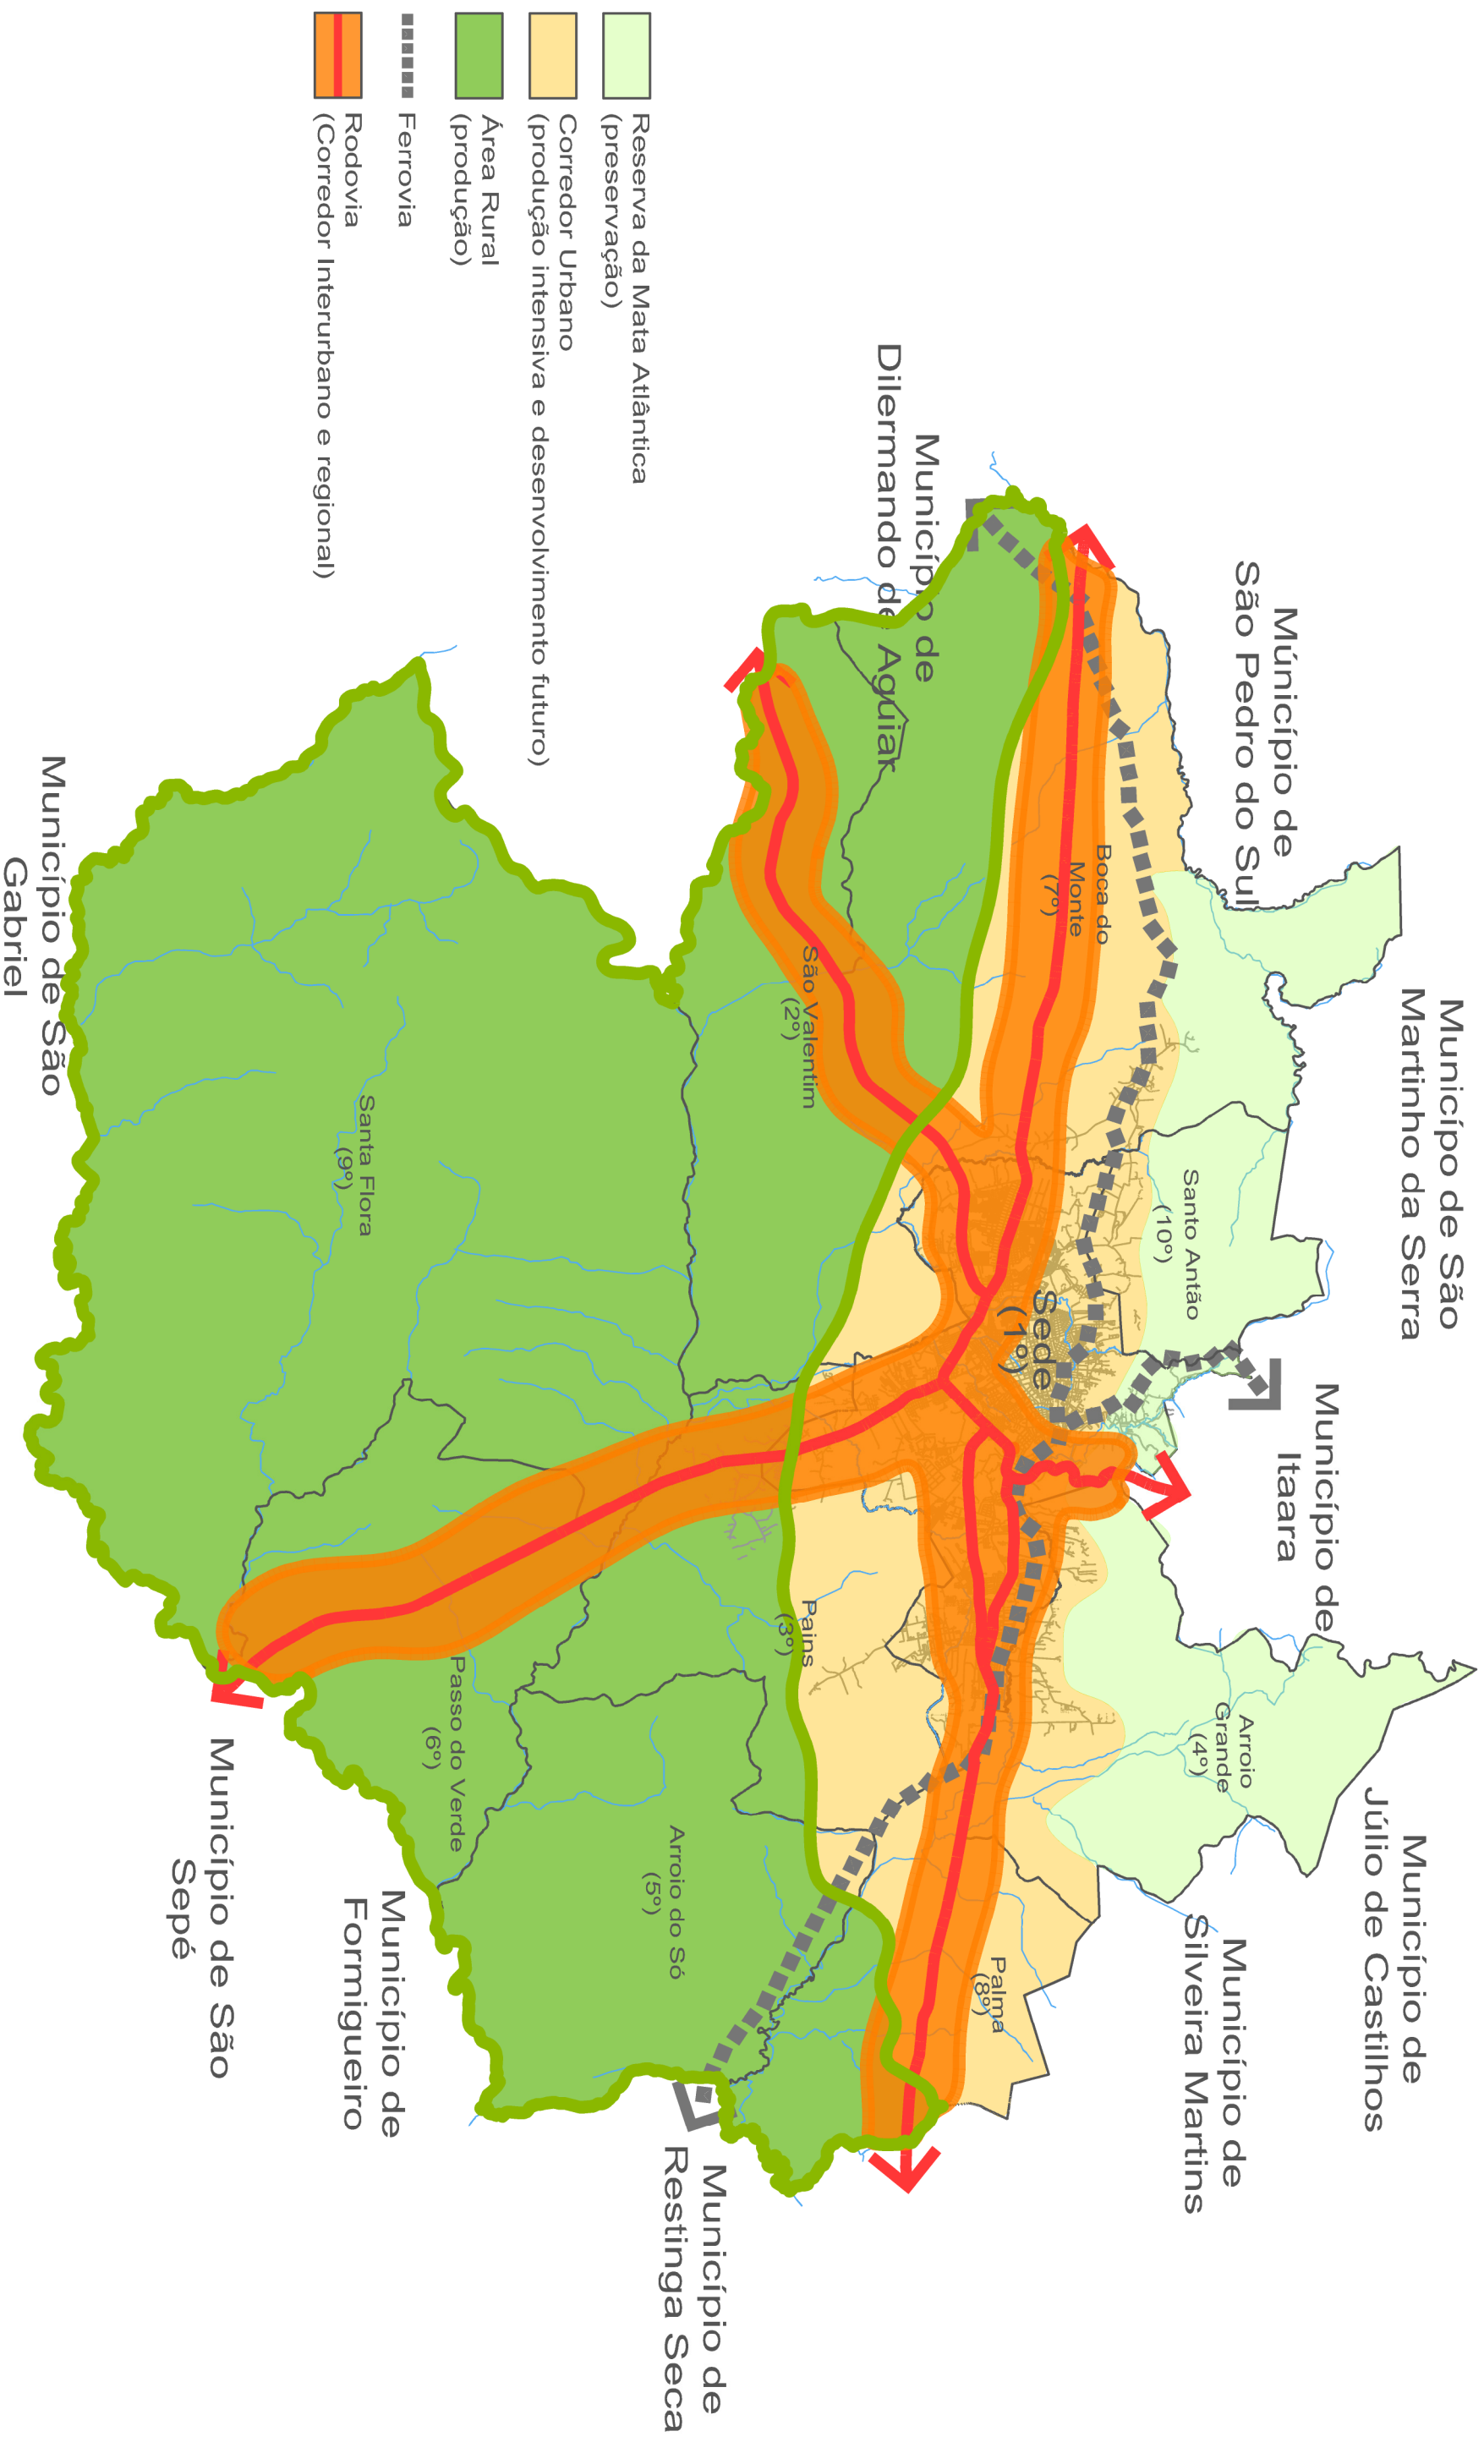 Município de São
Martinho da Serra
Múnicípio de
São Pedro do Sul
Município de
Júlio de Castilhos
Município de
Itaara
Município de
Silveira Martins
Município de
Dilermando de Aguiar
Santo Antão
(10º)
Arroio
Grande
(4º)
Boca do
Monte
(7º)
Sede
(1º)
Palma
(8º)
São Valentim
(2º)
Pains
(3º)
Município de
Restinga Seca
Arroio do Só
(5º)
Passo do Verde
(6º)
Santa Flora
(9º)
Município de
Formigueiro
Município de São
Sepé
Município de São
Gabriel
Reserva da Mata Atlântica
(preservação)
Corredor Urbano
(produção intensiva e desenvolvimento futuro)
Área Rural
(produção)
Ferrovia
Rodovia
(Corredor Interurbano e regional)